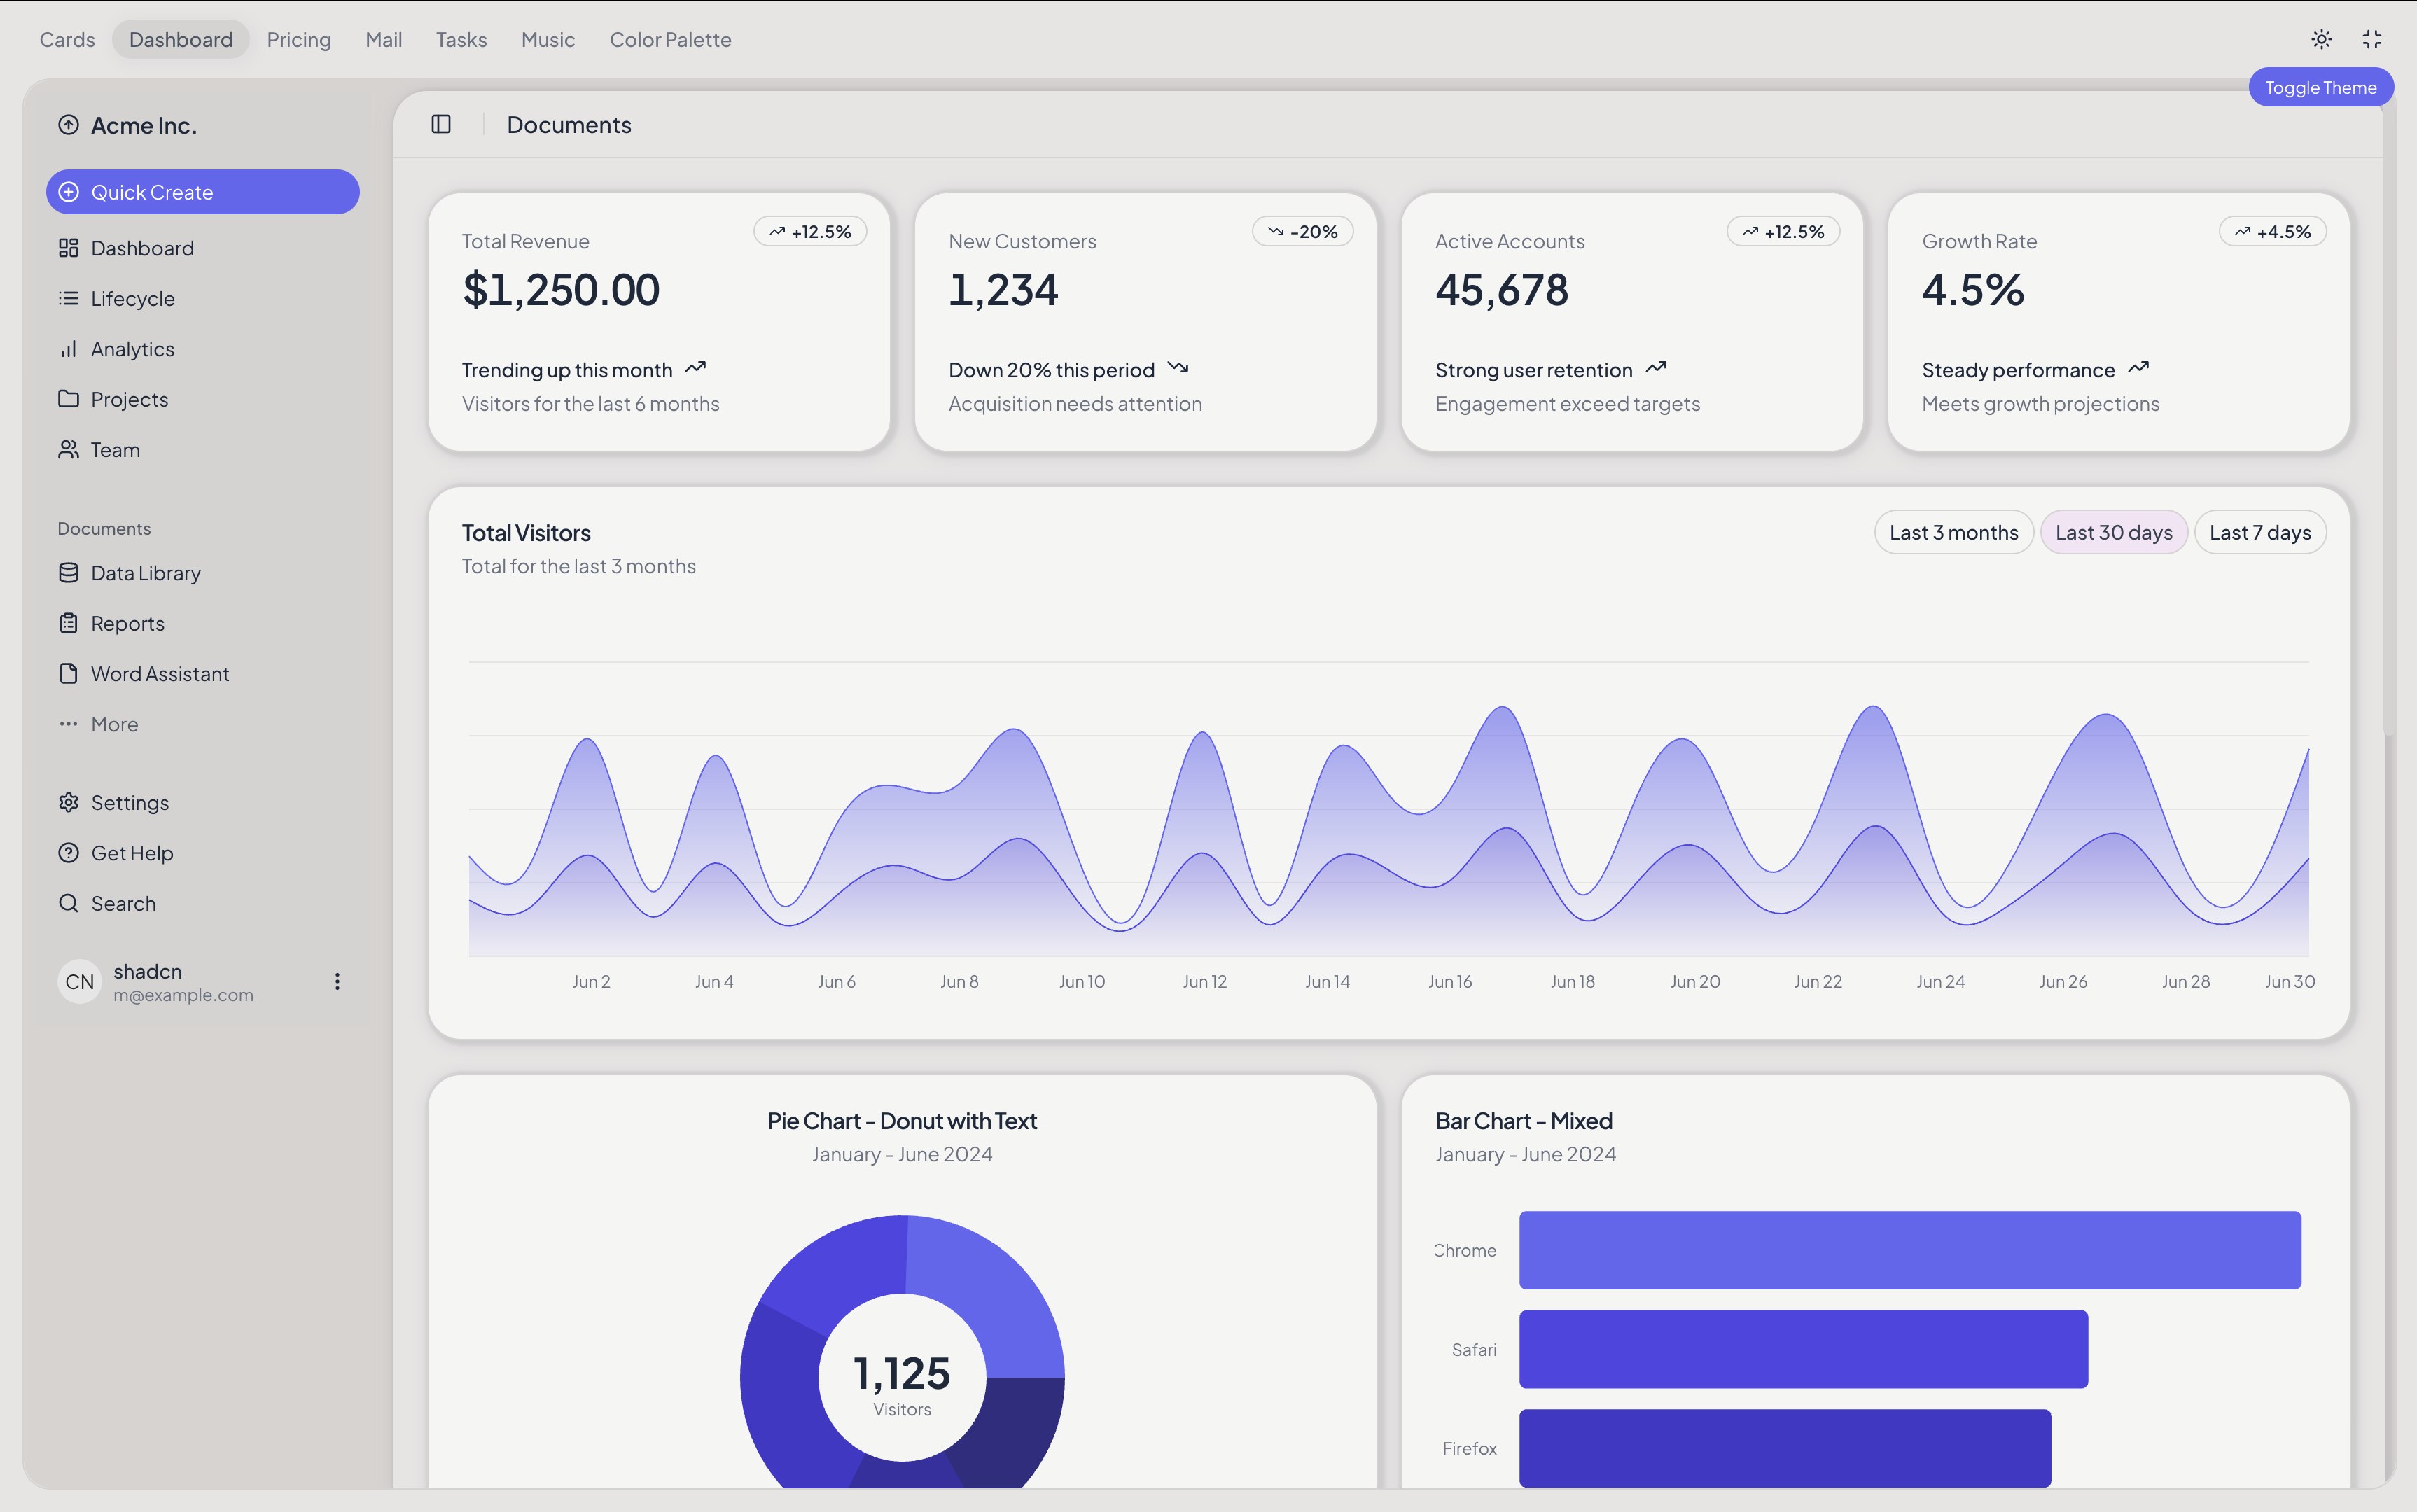 Cards Dashboard Pricing Mail Tasks Music Color Palette
Toggle Theme
Acme Inc.
Quick Create
Dashboard
Lifecycle
Analytics
Projects
Team
Documents
Data Library
Reports
Word Assistant
More
Settings
Get Help
Search
CN
shadcn
m@example.com
Documents
Total Revenue
+12.5%
$1,250.00
Trending up this month
Visitors for the last 6 months
New Customers
-20%
1,234
Down 20% this period
Acquisition needs attention
Active Accounts
+12.5%
45,678
Strong user retention
Engagement exceed targets
Growth Rate
+4.5%
4.5%
Steady performance
Meets growth projections
Total Visitors
Total for the last 3 months
Last 3 months Last 30 days Last 7 days
Jun 2 Jun 4 Jun 6 Jun 8 Jun 10 Jun 12 Jun 14 Jun 16 Jun 18 Jun 20 Jun 22 Jun 24 Jun 26 Jun 28 Jun 30
Pie Chart - Donut with Text
January - June 2024
1,125
Visitors
Bar Chart - Mixed
January - June 2024
Chrome
Safari
Firefox